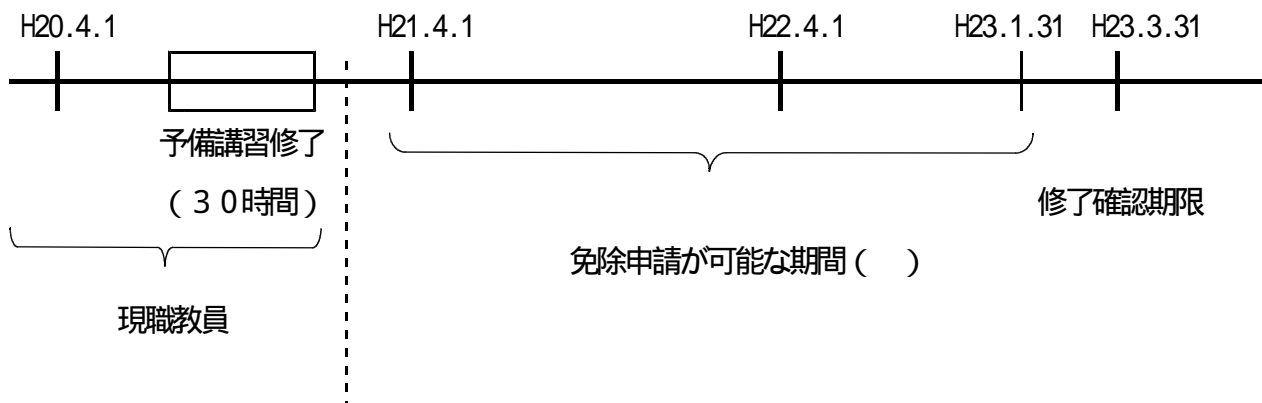 H20.4.1 H21.4.1 H22.4.1 H23.1.31 H23.3.31
予備講習修了
(30時間)
修了確認期限
免除申請が可能な期間( )
現職教員